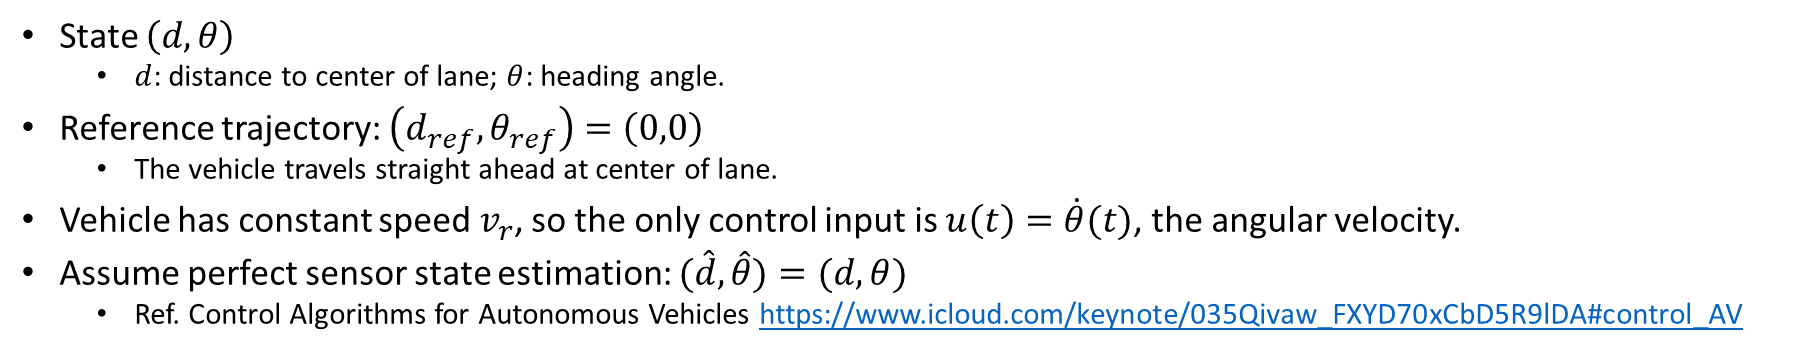 • State (𝑑, 𝜃)
• 𝑑: distance to center of lane; 𝜃: heading angle.
• Reference trajectory: (𝑑_𝑟𝑒𝑓, 𝜃_𝑟𝑒𝑓) = (0,0)
• The vehicle travels straight ahead at center of lane.
• Vehicle has constant speed 𝑣_𝑟, so the only control input is 𝑢(𝑡) = 𝜃̇(𝑡), the angular velocity.
• Assume perfect sensor state estimation: (𝑑̂, 𝜃̂) = (𝑑, 𝜃)
• Ref. Control Algorithms for Autonomous Vehicles https://www.icloud.com/keynote/035Qivaw_FXYD70xCbD5R9lDA#control_AV